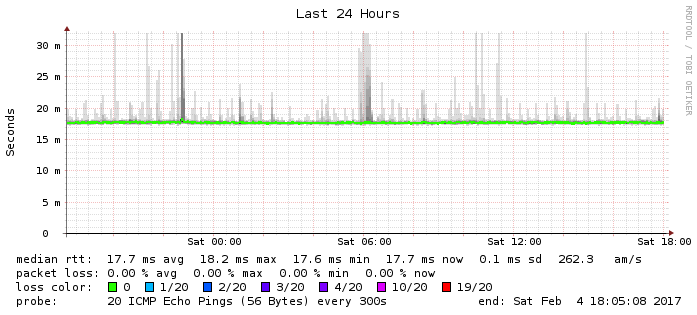 Last 24 Hours
RRDTOOL / TOBI OETIKER
Seconds
30 m
25 m
20 m
15 m
10 m
5 m
0
Sat 00:00 Sat 06:00 Sat 12:00 Sat 18:00
median rtt: 17.7 ms avg 18.2 ms max 17.6 ms min 17.7 ms now 0.1 ms sd 262.3 am/s
packet loss: 0.00 % avg 0.00 % max 0.00 % min 0.00 % now
loss color: 0 1/20 2/20 3/20 4/20 10/20 19/20
probe: 20 ICMP Echo Pings (56 Bytes) every 300s end: Sat Feb 4 18:05:08 2017